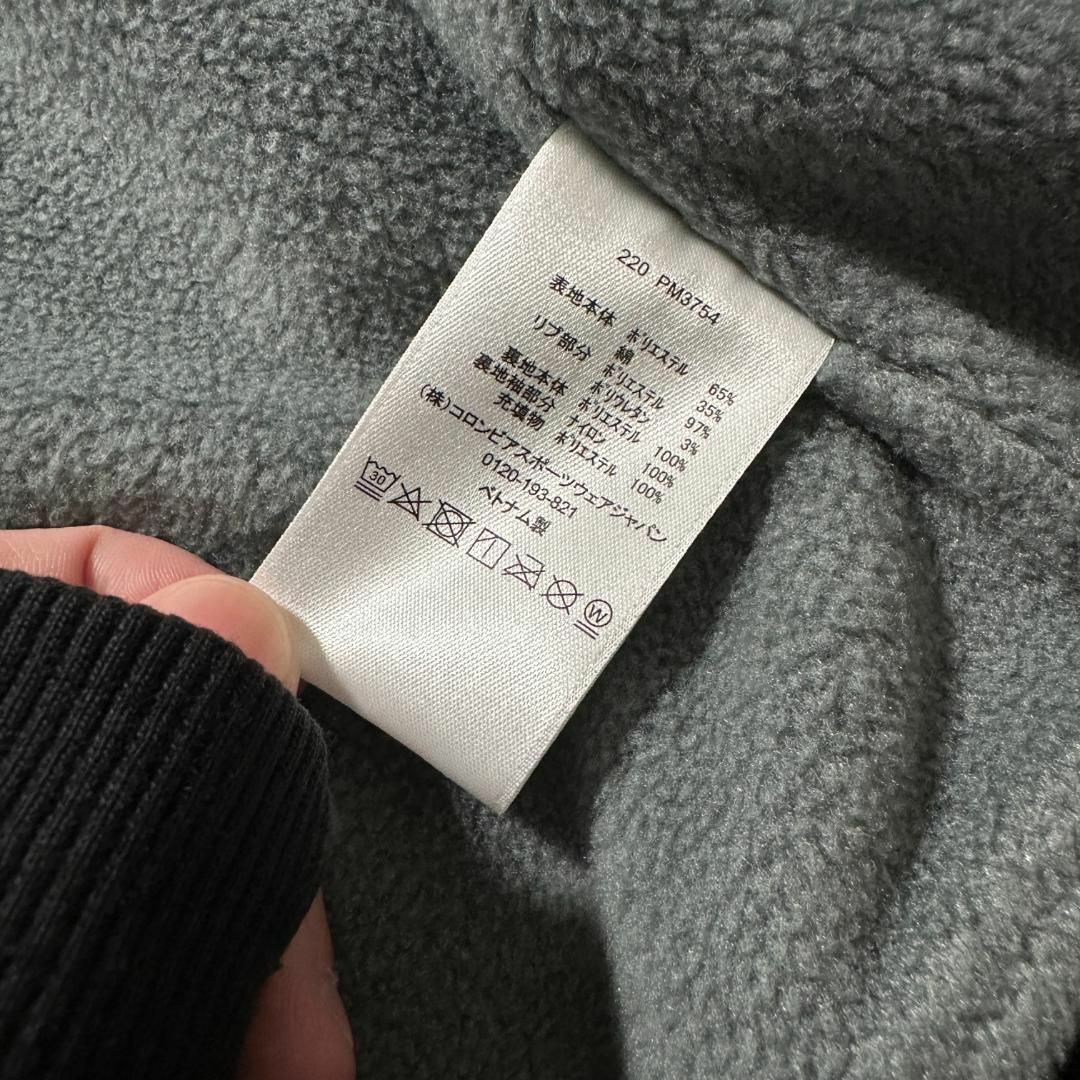 220 PM3754
表地本体 ポリエステル 65%
綿 35%
リブ部分 ポリエステル 97%
ポリウレタン 3%
裏地本体 ポリエステル 100%
裏地袖部分 ナイロン 100%
充填物 ポリエステル 100%
(株)コロンビアスポーツウェアジャパン
0120-193-821
ベトナム製
30
W